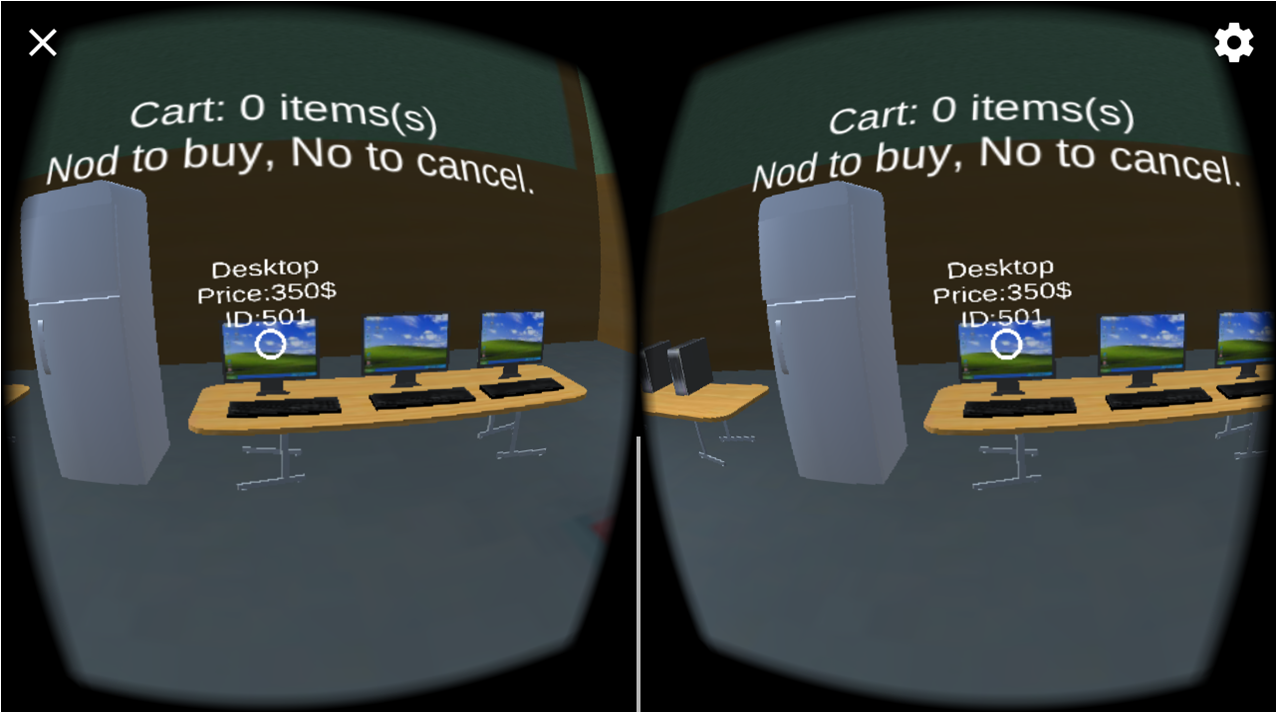 Cart: 0 items(s)
Nod to buy, No to cancel.
Desktop
Price:350$
ID:501
Cart: 0 items(s)
Nod to buy, No to cancel.
Desktop
Price:350$
ID:501